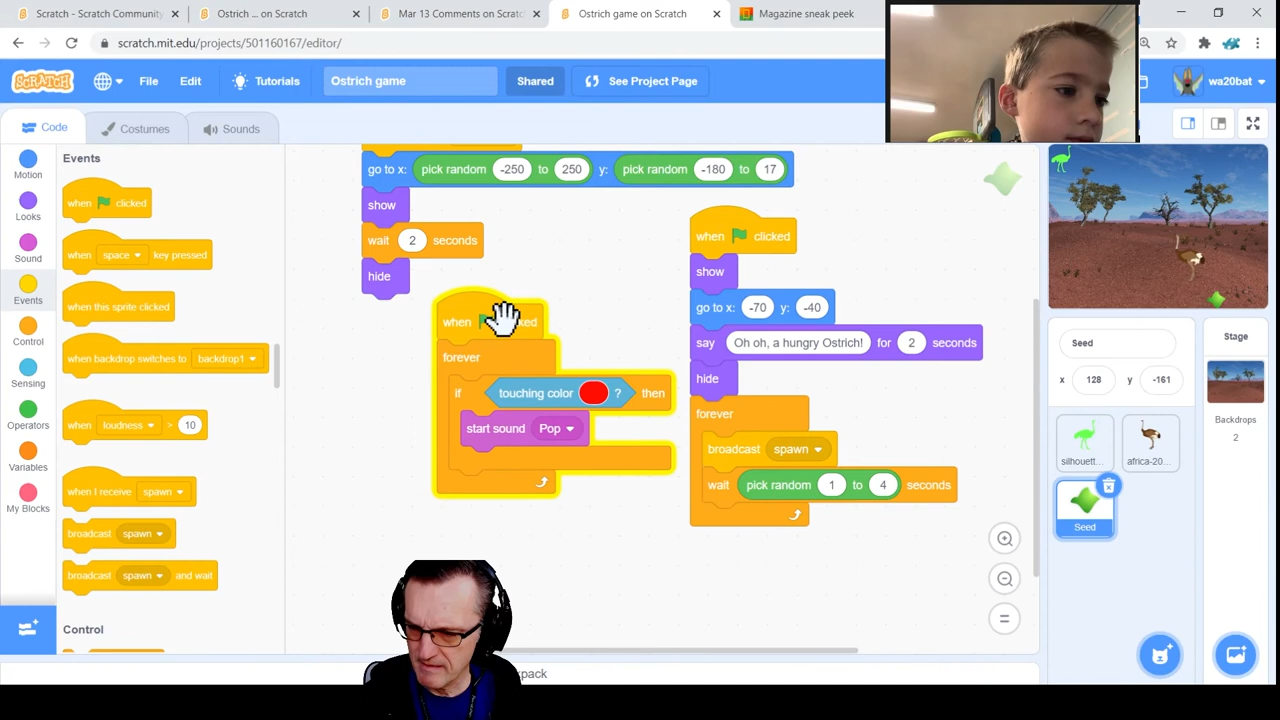 Scratch - Scratch Community
Ostrich ... on Scratch
Mar 13 Comments on Scratc
Ostrich game on Scratch
Magazine sneak peek
scratch.mit.edu/projects/501160167/editor/
SCRATCH
File
Edit
Tutorials
Ostrich game
Shared
See Project Page
wa20bat
Code
Costumes
Sounds
Motion
Looks
Sound
Events
Control
Sensing
Operators
Variables
My Blocks
Events
when clicked
when space key pressed
when this sprite clicked
when backdrop switches to backdrop1
when loudness > 10
when I receive spawn
broadcast spawn
broadcast spawn and wait
Control
go to x: pick random -250 to 250 y: pick random -180 to 17
show
wait 2 seconds
hide
when
forever
if touching color ? then
start sound Pop
when clicked
show
go to x: -70 y: -40
say Oh oh, a hungry Ostrich! for 2 seconds
hide
forever
broadcast spawn
wait pick random 1 to 4 seconds
Seed
x 128 y -161
silhouett...
africa-20...
Seed
Stage
Backdrops
2